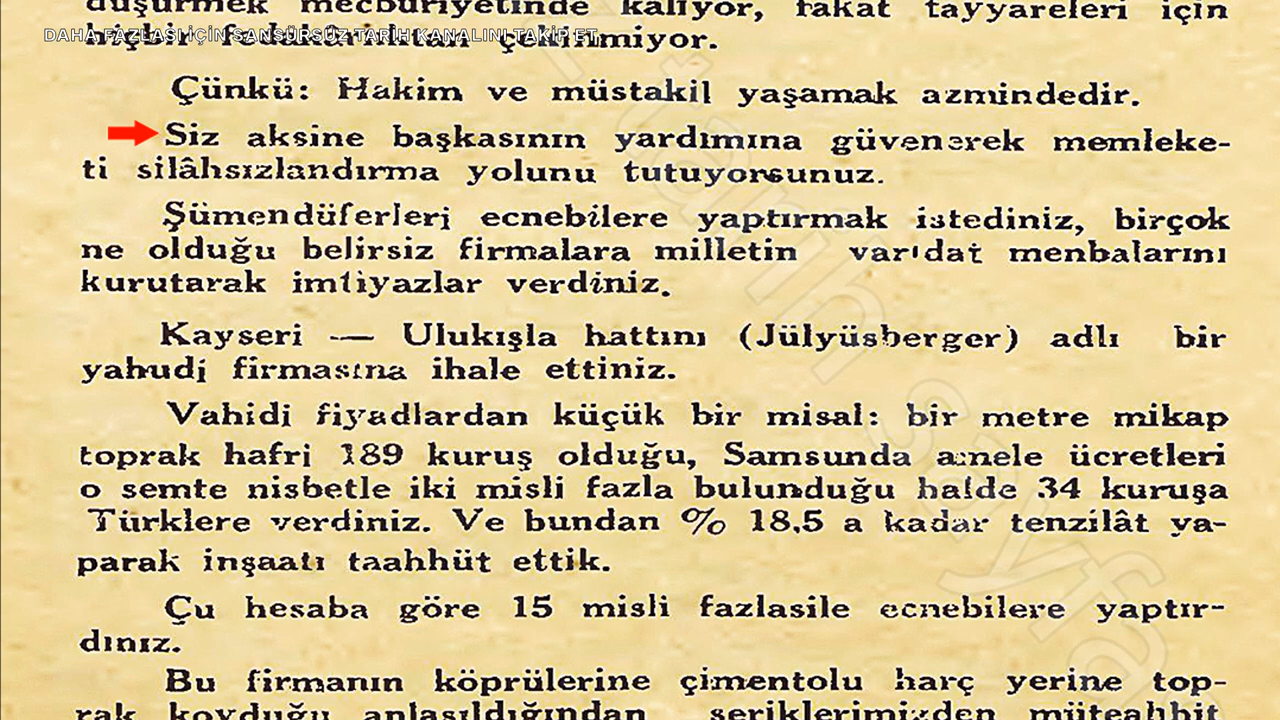 düşürmek mecburiyetinde kalıyor, fakat tayyareleri için
hiçbir fedakârlıktan çekinmiyor.
DAHA FAZLASI İÇİN SANSÜRSÜZ TARİH KANALINI TAKİP ET
Çünkü: Hakim ve müstakil yaşamak azmindedir.
Siz aksine başkasının yardımına güvenerek memleke-
ti silâhsızlandırma yolunu tutuyorsunuz.
Şümendüferleri ecnebilere yaptırmak istediniz, birçok
ne olduğu belirsiz firmalara milletin varidat menbalarını
kurutarak imtiyazlar verdiniz.
Kayseri — Ulukışla hattını (Jülyüsberger) adlı bir
yahudi firmasına ihale ettiniz.
Vahidi fiyadlardan küçük bir misal: bir metre mikap
toprak hafri 189 kuruş olduğu, Samsunda amele ücretleri
o semte nisbetle iki misli fazla bulunduğu halde 34 kuruşa
Türklere verdiniz. Ve bundan % 18,5 a kadar tenzilât ya-
parak inşaatı taahhüt ettik.
Çu hesaba göre 15 misli fazlasile ecnebilere yaptır-
dınız.
Bu firmanın köprülerine çimentolu harç yerine top-
rak koyduğu anlaşıldığından şeriklerimizden müteahhit
tarih sayfa